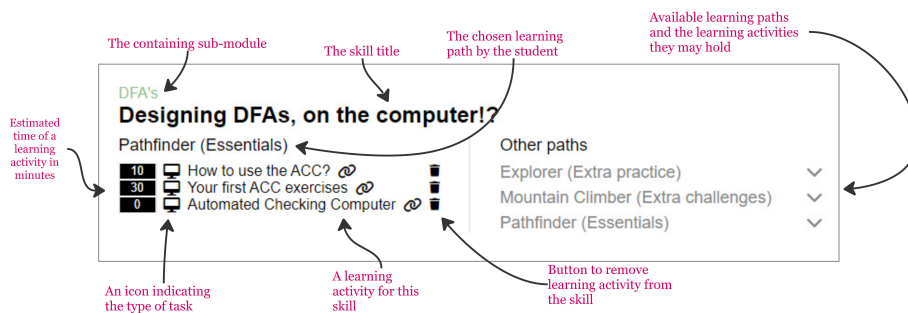 Available learning paths
and the learning activities
they may hold
The chosen learning
path by the student
The containing sub-module
The skill title
DFA's
Designing DFAs, on the computer!?
Estimated
time of a
learning
activity in
minutes
Pathfinder (Essentials)
10 How to use the ACC?
30 Your first ACC exercises
0 Automated Checking Computer
Other paths
Explorer (Extra practice)
Mountain Climber (Extra challenges)
Pathfinder (Essentials)
An icon indicating
the type of task
A learning
activity for this
skill
Button to remove
learning activity from
the skill